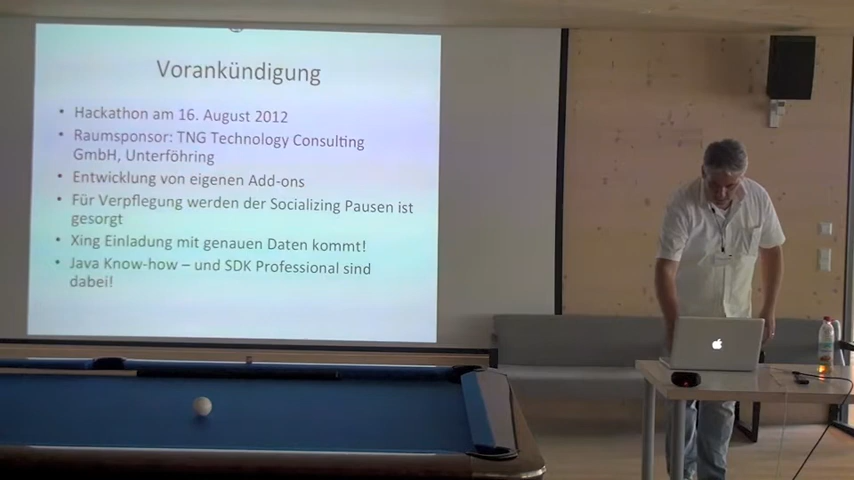 Vorankündigung
• Hackathon am 16. August 2012
• Raumsponsor: TNG Technology Consulting
GmbH, Unterföhring
• Entwicklung von eigenen Add-ons
• Für Verpflegung werden der Socializing Pausen ist
gesorgt
• Xing Einladung mit genauen Daten kommt!
• Java Know-how – und SDK Professional sind
dabei!